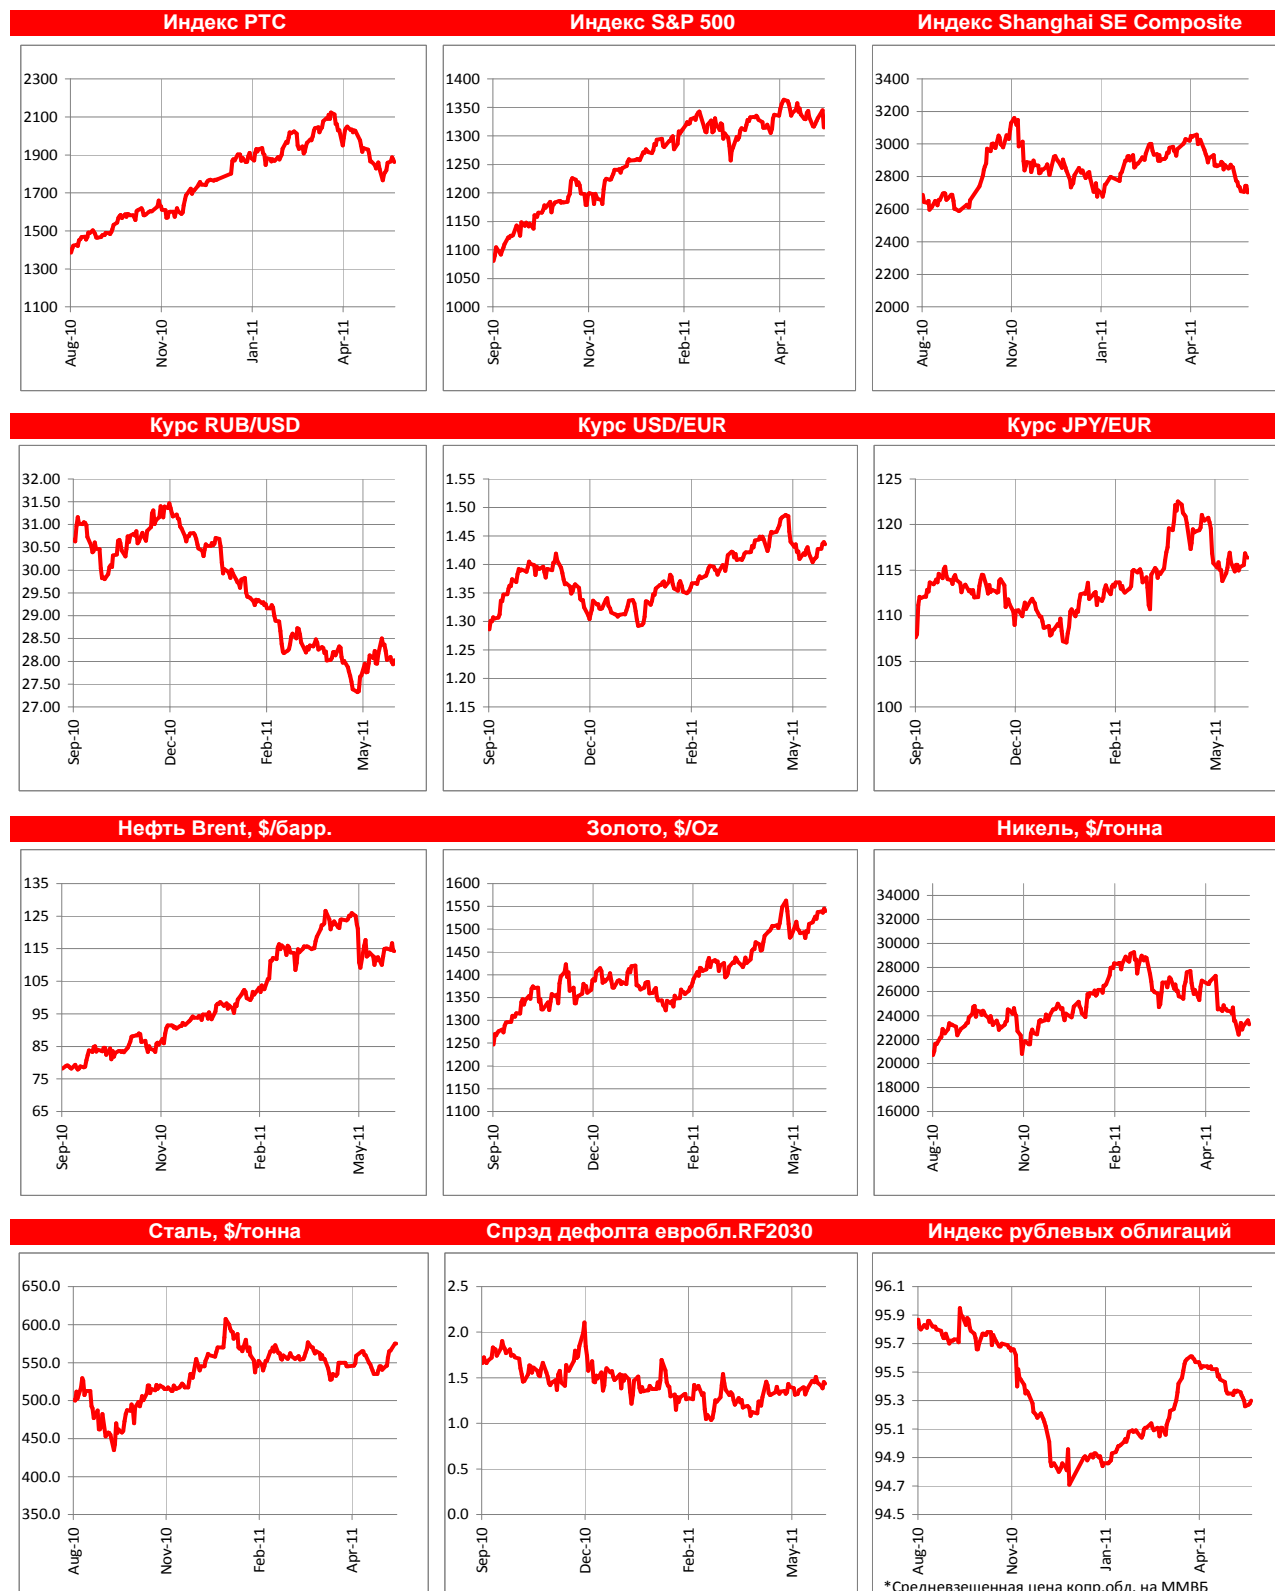 Индекс РТС
Индекс S&P 500
Индекс Shanghai SE Composite
2300
2100
1900
1700
1500
1300
1100
Aug-10
Nov-10
Jan-11
Apr-11
1400
1350
1300
1250
1200
1150
1100
1050
1000
Sep-10
Nov-10
Feb-11
Apr-11
3400
3200
3000
2800
2600
2400
2200
2000
Aug-10
Nov-10
Jan-11
Apr-11
Курс RUB/USD
Курс USD/EUR
Курс JPY/EUR
32.00
31.50
31.00
30.50
30.00
29.50
29.00
28.50
28.00
27.50
27.00
Sep-10
Dec-10
Feb-11
May-11
1.55
1.50
1.45
1.40
1.35
1.30
1.25
1.20
1.15
Sep-10
Dec-10
Feb-11
May-11
125
120
115
110
105
100
Sep-10
Dec-10
Feb-11
May-11
Нефть Brent, $/барр.
Золото, $/Oz
Никель, $/тонна
135
125
115
105
95
85
75
65
Sep-10
Nov-10
Feb-11
May-11
1600
1550
1500
1450
1400
1350
1300
1250
1200
1150
1100
Sep-10
Dec-10
Feb-11
May-11
34000
32000
30000
28000
26000
24000
22000
20000
18000
16000
Aug-10
Nov-10
Feb-11
Apr-11
Сталь, $/тонна
Спрэд дефолта евробл.RF2030
Индекс рублевых облигаций
650.0
600.0
550.0
500.0
450.0
400.0
350.0
Aug-10
Nov-10
Feb-11
Apr-11
2.5
2.0
1.5
1.0
0.5
0.0
Sep-10
Dec-10
Feb-11
May-11
96.1
95.9
95.7
95.5
95.3
95.1
94.9
94.7
94.5
Aug-10
Nov-10
Jan-11
Apr-11
*Средневзешенная цена корп.обл. на ММВБ